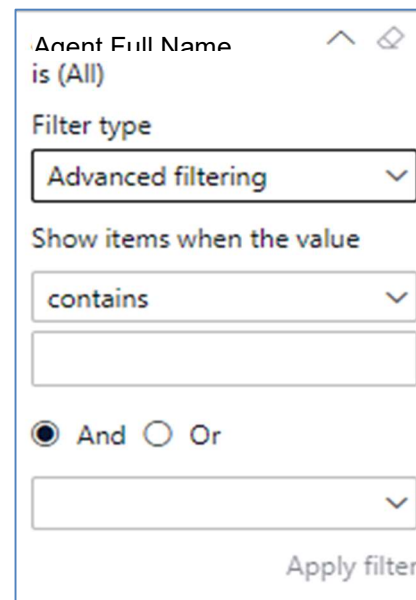 Agent Full Name
is (All)
Filter type
Advanced filtering
Show items when the value
contains
And Or
Apply filter